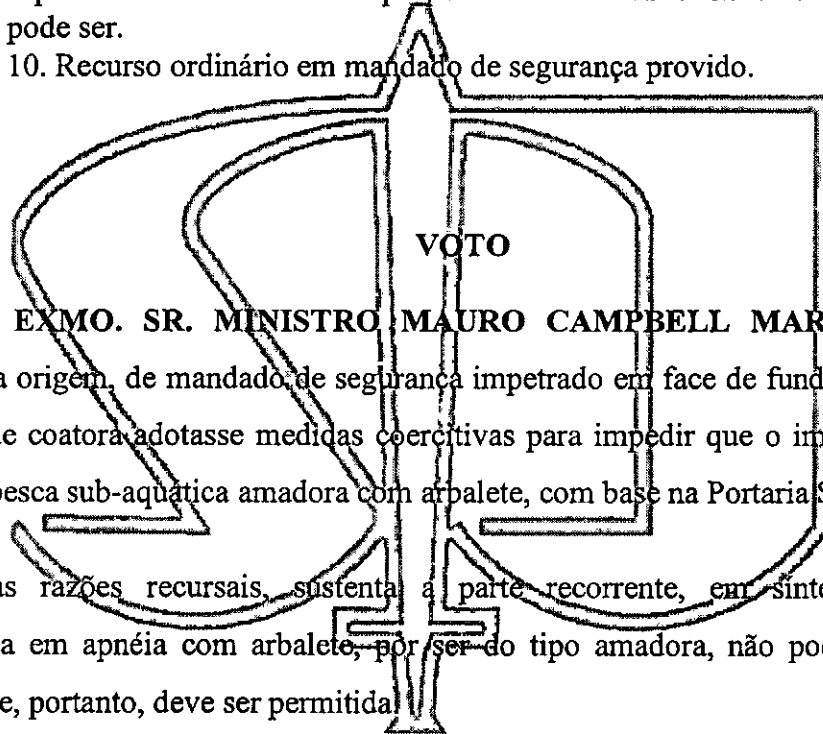 pode ser.
10. Recurso ordinário em mandado de segurança provido.
VOTO
EXMO. SR. MINISTRO MAURO CAMPBELL MAR
a origem, de mandado de segurança impetrado em face de fund
le coatora adotasse medidas coercitivas para impedir que o im
pesca sub-aquática amadora com arpalete, com base na Portaria S
as razões recursais, sustenta a parte recorrente, em sínte
a em apnéia com arbalete, por ser do tipo amadora, não po
e, portanto, deve ser permitida